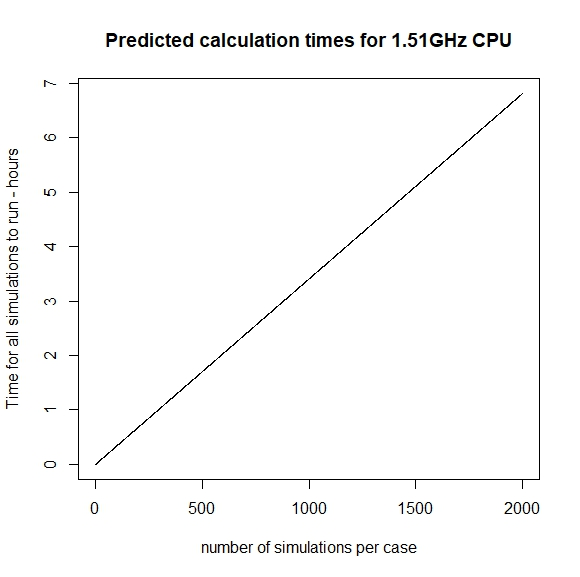 Predicted calculation times for 1.51GHz CPU
Time for all simulations to run - hours
7
6
5
4
3
2
1
0
0 500 1000 1500 2000
number of simulations per case